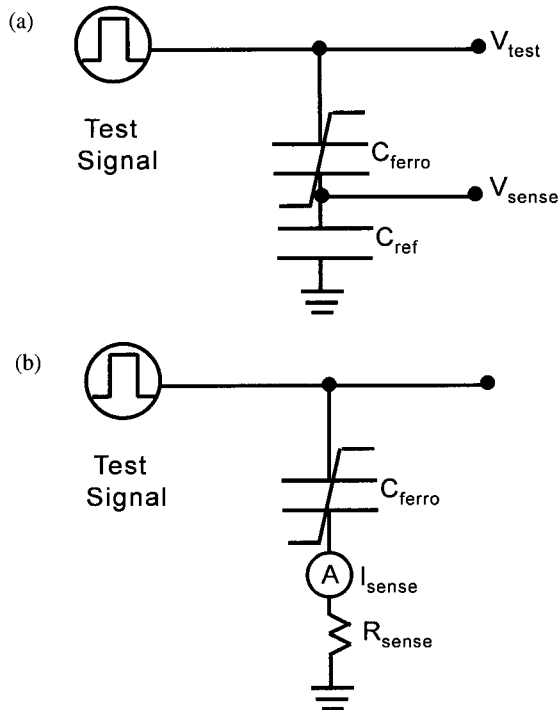 (a)
V_test
Test
Signal
C_ferro
V_sense
C_ref
(b)
Test
Signal
C_ferro
A
I_sense
R_sense